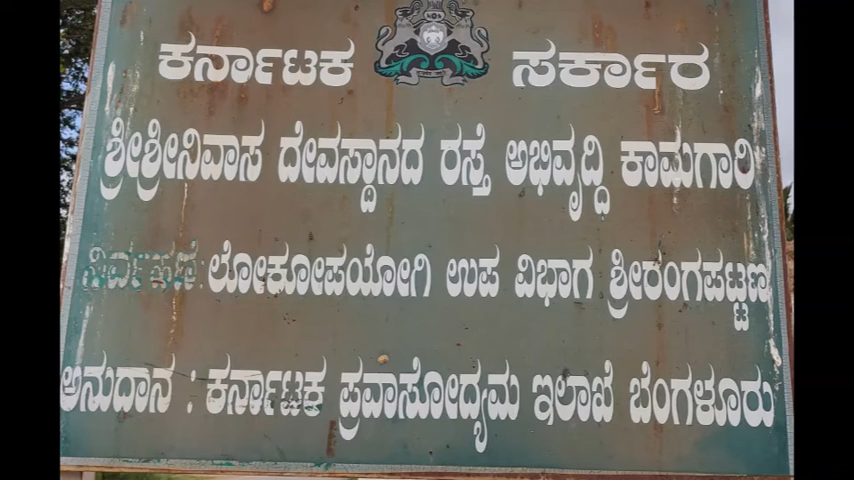 ಕರ್ನಾಟಕ ಸರ್ಕಾರ
ಶ್ರೀಶ್ರೀನಿವಾಸ ದೇವಸ್ಥಾನದ ರಸ್ತೆ ಅಭಿವೃದ್ಧಿ ಕಾಮಗಾರಿ
ನಿರ್ವಹಣೆ: ಲೋಕೋಪಯೋಗಿ ಉಪ ವಿಭಾಗ ಶ್ರೀರಂಗಪಟ್ಟಣ
ಅನುದಾನ : ಕರ್ನಾಟಕ ಪ್ರವಾಸೋದ್ಯಮ ಇಲಾಖೆ ಬೆಂಗಳೂರು